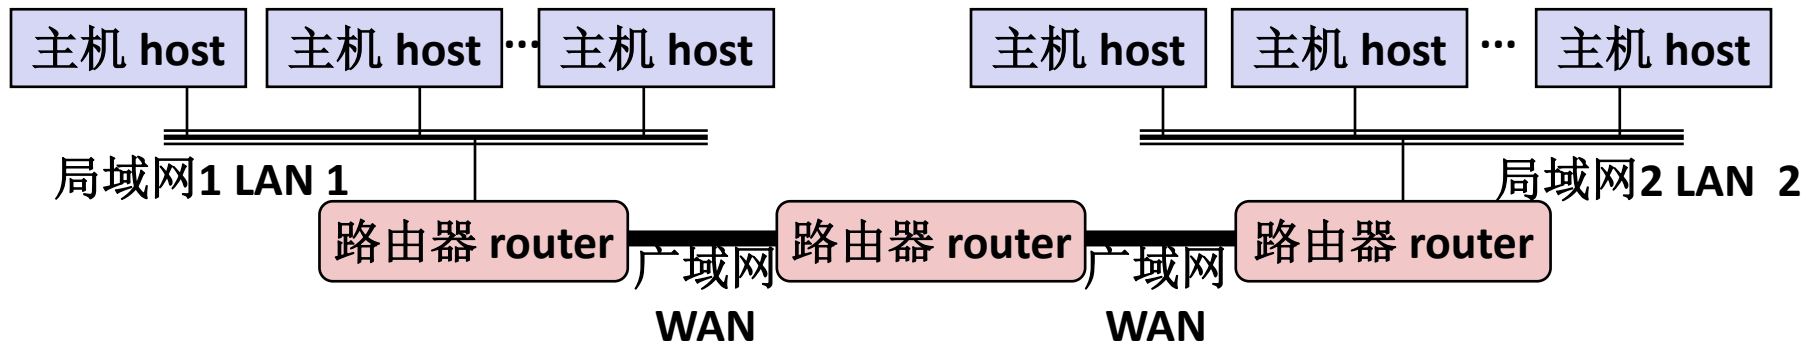 主机 host 主机 host ... 主机 host 主机 host 主机 host ... 主机 host
局域网1 LAN 1 局域网2 LAN 2
路由器 router 路由器 router 路由器 router
广域网 广域网
WAN WAN